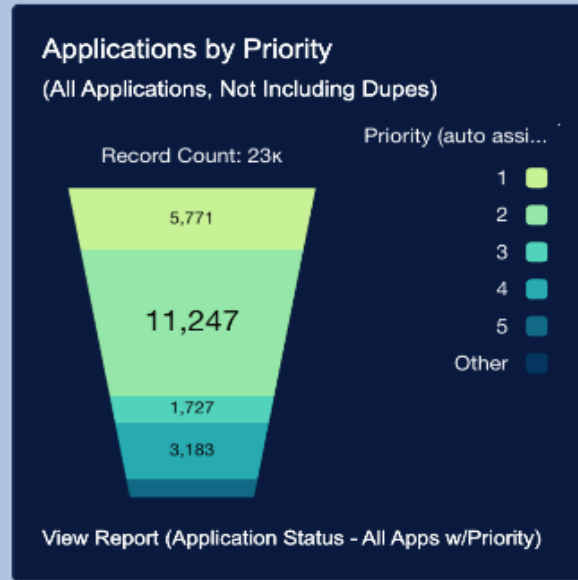 Applications by Priority
(All Applications, Not Including Dupes)
Record Count: 23ĸ
Priority (auto assi...
1
2
3
4
5
Other
5,771
11,247
1,727
3,183
View Report (Application Status - All Apps w/Priority)